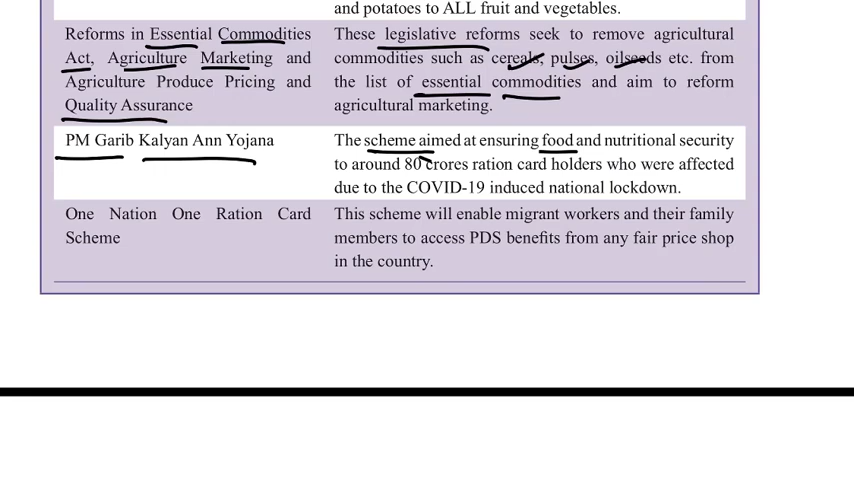 and potatoes to ALL fruit and vegetables.
Reforms in Essential Commodities
Act, Agriculture Marketing and
Agriculture Produce Pricing and
Quality Assurance
These legislative reforms seek to remove agricultural
commodities such as cereals, pulses, oilseeds etc. from
the list of essential commodities and aim to reform
agricultural marketing.
PM Garib Kalyan Ann Yojana
The scheme aimed at ensuring food and nutritional security
to around 80 crores ration card holders who were affected
due to the COVID-19 induced national lockdown.
One Nation One Ration Card
Scheme
This scheme will enable migrant workers and their family
members to access PDS benefits from any fair price shop
in the country.